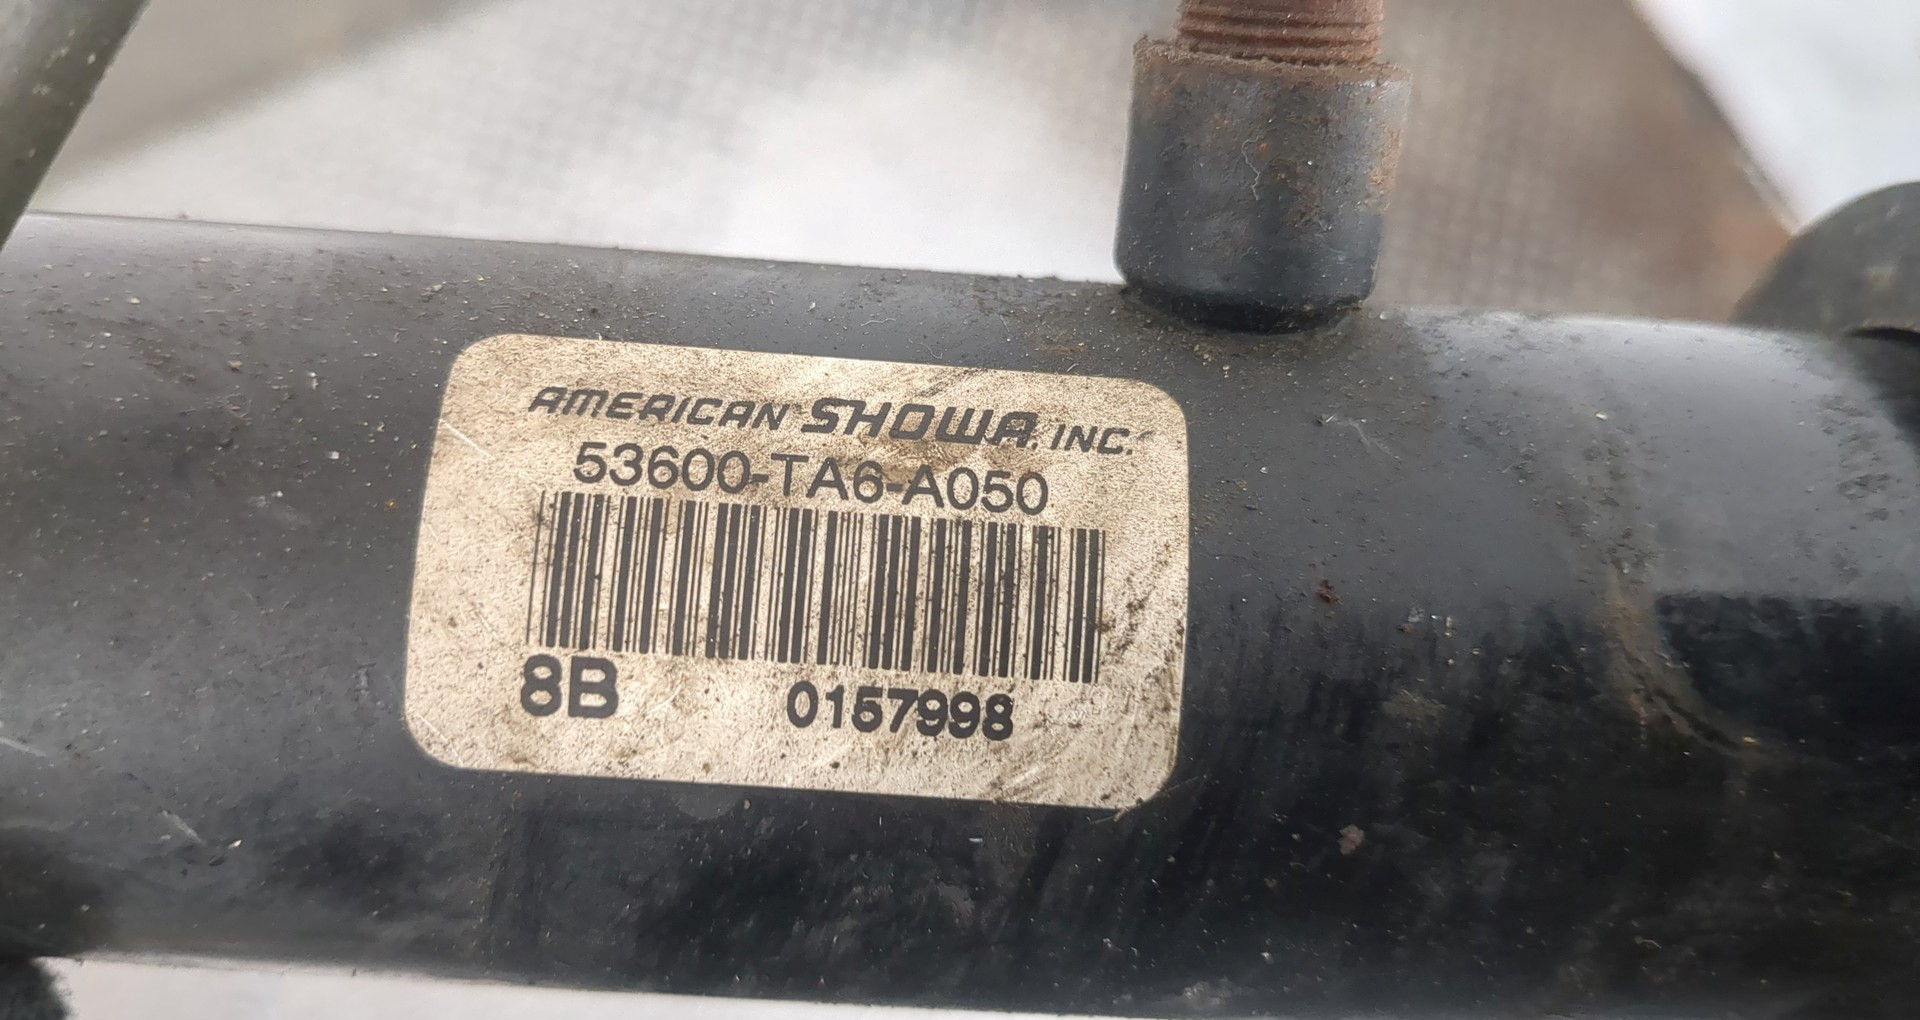 AMERICAN SHOWA, INC.
53600-TA6-A050
8B 0157998